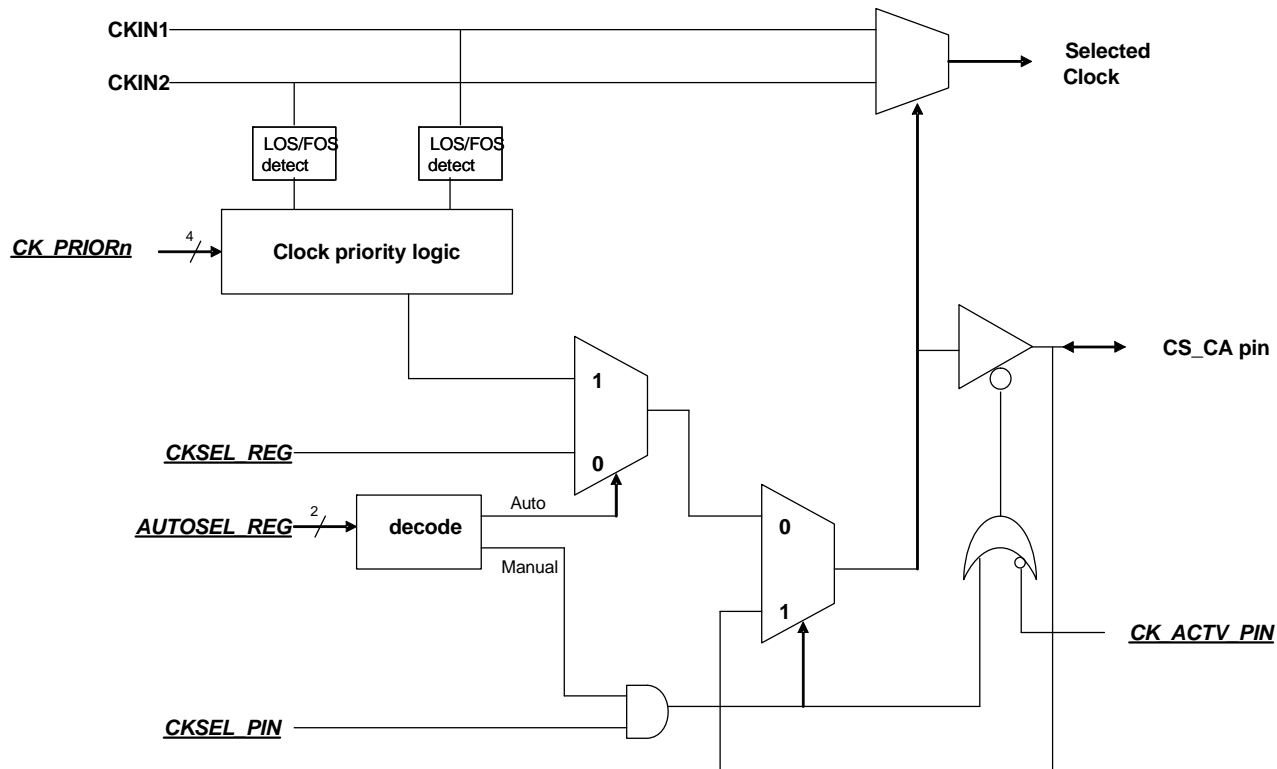 CKIN1
CKIN2
Selected
Clock
LOS/FOS
detect
LOS/FOS
detect
CK_PRIORn
4
Clock priority logic
CS_CA pin
1
CKSEL_REG
0
AUTOSEL_REG
2
decode
Auto
Manual
0
1
CK_ACTV_PIN
CKSEL_PIN